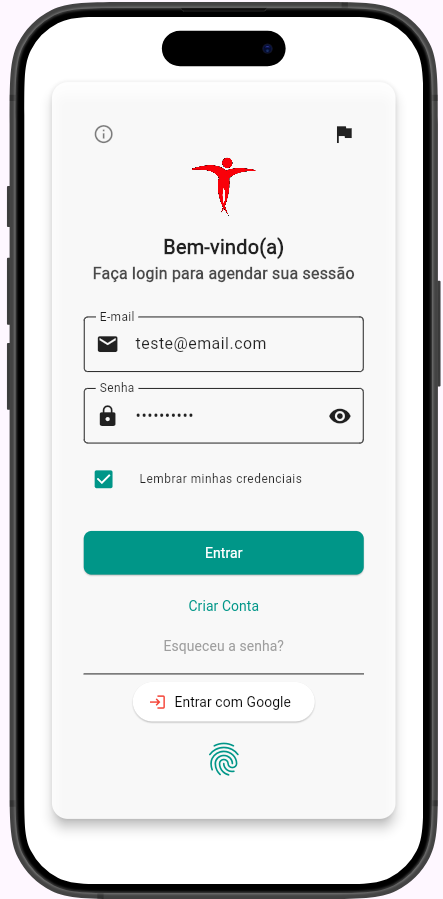 Bem-vindo(a)
Faça login para agendar sua sessão
E-mail
teste@email.com
Senha
••••••••••
Lembrar minhas credenciais
Entrar
Criar Conta
Esqueceu a senha?
Entrar com Google